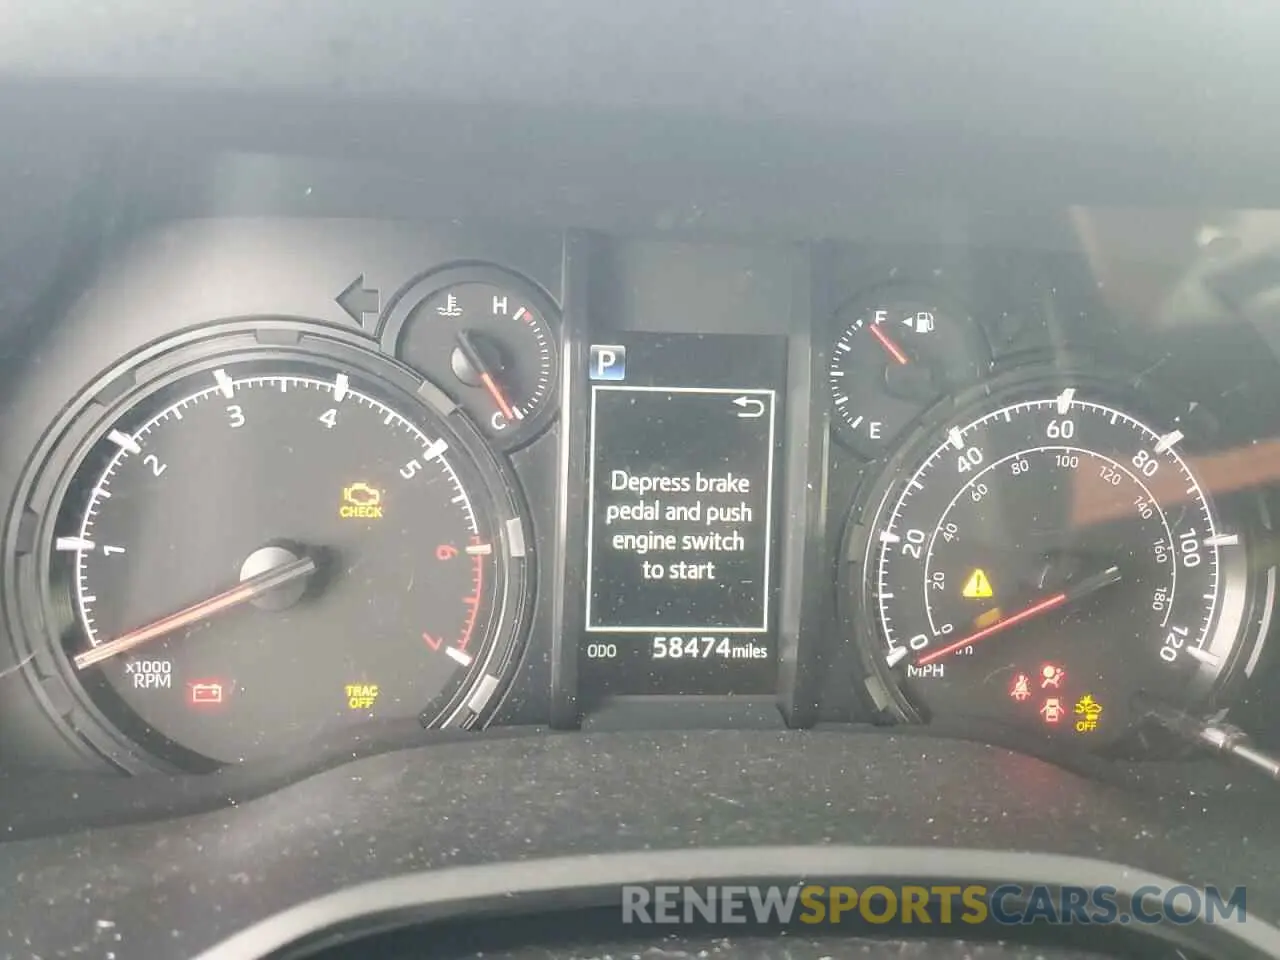 H
C
F
E
P
Depress brake
pedal and push
engine switch
to start
ODO 58474 miles
1
2
3
4
5
6
7
CHECK
x1000
RPM
TRAC
OFF
0
20
40
60
80
100
120
0
20
40
60
80
100
120
140
160
180
MPH
OFF
RENEWSPORTSCARS.COM